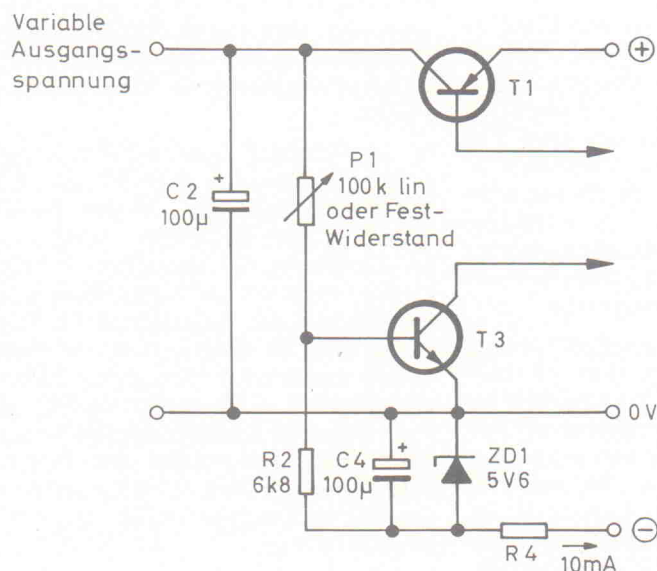 Variable
Ausgangs-
spannung
+
T1
P1
100k lin
oder Fest-
Widerstand
+
C2
100µ
T3
0V
R2
6k8
+
C4
100µ
ZD1
5V6
−
R4
10mA